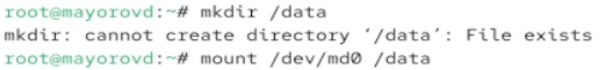 root@mayorovd:~# mkdir /data
mkdir: cannot create directory ‘/data’: File exists
root@mayorovd:~# mount /dev/md0 /data